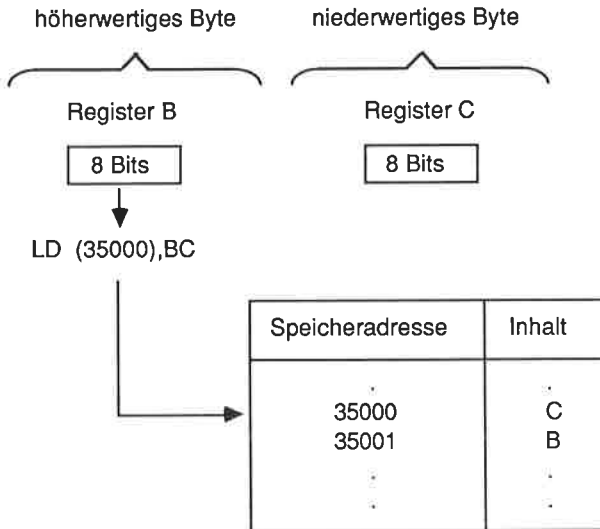 höherwertiges Byte niederwertiges Byte
Register B Register C
8 Bits 8 Bits
LD (35000),BC
Speicheradresse Inhalt
. .
35000 C
35001 B
. .
. .